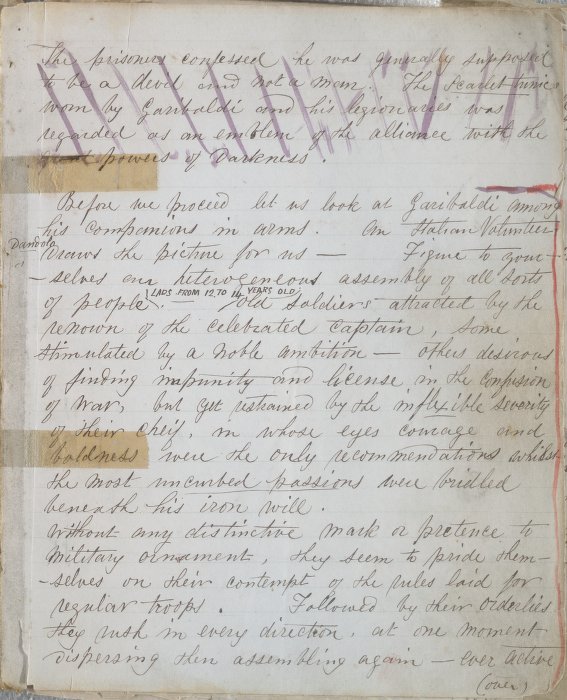 The prisoner confessed he was generally supposed
to be a devil and not a man. The Scarlet tunic
worn by Garibaldi and his legionaries was
regarded as an emblem of the alliance with the
powers of Darkness.
Before we proceed let us look at Garibaldi among
his companions in arms. An Italian Volunteer
Dandolo
draws the picture for us — Figure to your-
-selves an heterogeneous assembly of all sorts
LADS FROM 12, TO 14, YEARS OLD
of people, Old Soldiers attracted by the
renown of the celebrated Captain, some
stimulated by a noble ambition — others desirous
of finding impunity and license in the confusion
of War, but yet restrained by the inflexible severity
of their cheif, in whose eyes courage and
boldness were the only recommendations whilst
the most uncurbed passions were bridled
beneath his iron will.
Without any distinctive mark or pretence to
Military ornament, they seem to pride them-
-selves on their contempt of the rules laid for
regular troops. Followed by their Orderlies
they rush in every direction, at one moment
dispersing then assembling again — ever active
(over)